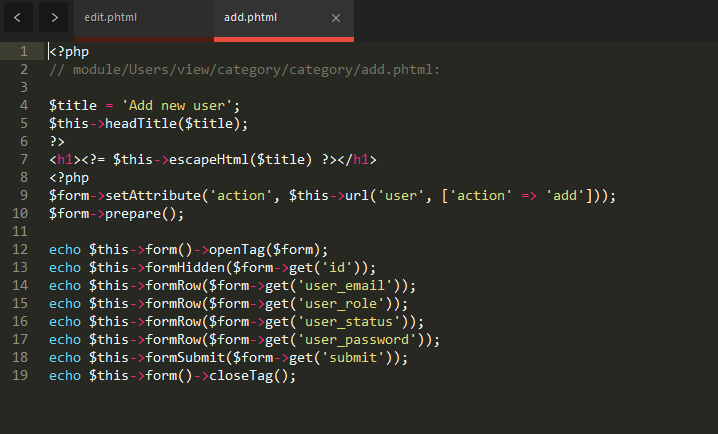 < > edit.phtml add.phtml ×
1 <?php
2 // module/Users/view/category/category/add.phtml:
3
4 $title = 'Add new user';
5 $this->headTitle($title);
6 ?>
7 <h1><?= $this->escapeHtml($title) ?></h1>
8 <?php
9 $form->setAttribute('action', $this->url('user', ['action' => 'add']));
10 $form->prepare();
11
12 echo $this->form()->openTag($form);
13 echo $this->formHidden($form->get('id'));
14 echo $this->formRow($form->get('user_email'));
15 echo $this->formRow($form->get('user_role'));
16 echo $this->formRow($form->get('user_status'));
17 echo $this->formRow($form->get('user_password'));
18 echo $this->formSubmit($form->get('submit'));
19 echo $this->form()->closeTag();